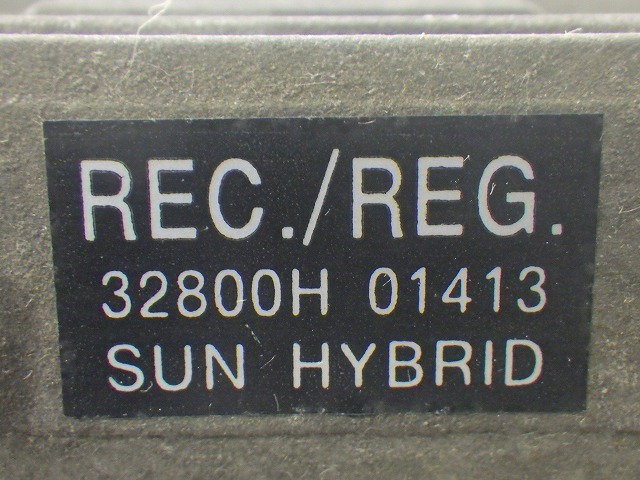 REC./REG.
32800H 01413
SUN HYBRID